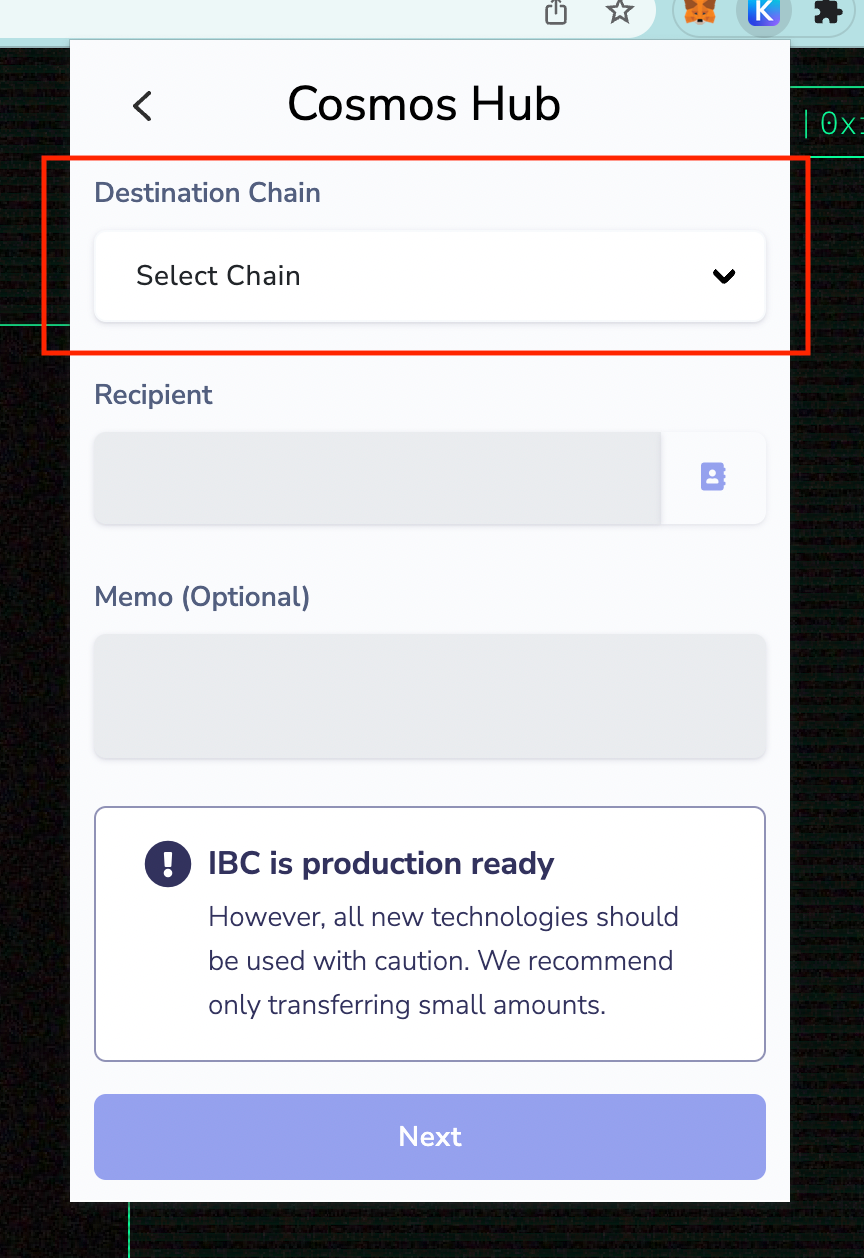 K
Cosmos Hub
|0x
Destination Chain
Select Chain
Recipient
Memo (Optional)
IBC is production ready
However, all new technologies should
be used with caution. We recommend
only transferring small amounts.
Next